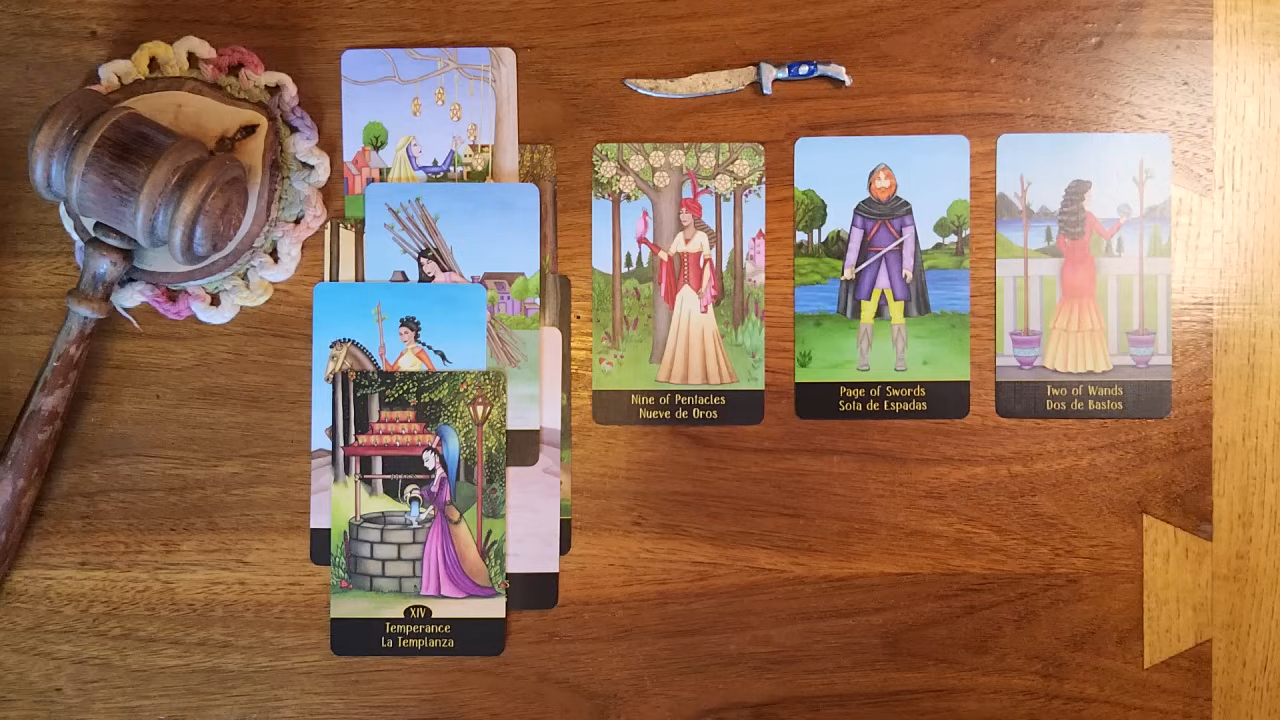 Nine of Pentacles
Nueve de Oros
Page of Swords
Sota de Espadas
Two of Wands
Dos de Bastos
XIV
Temperance
La Templanza